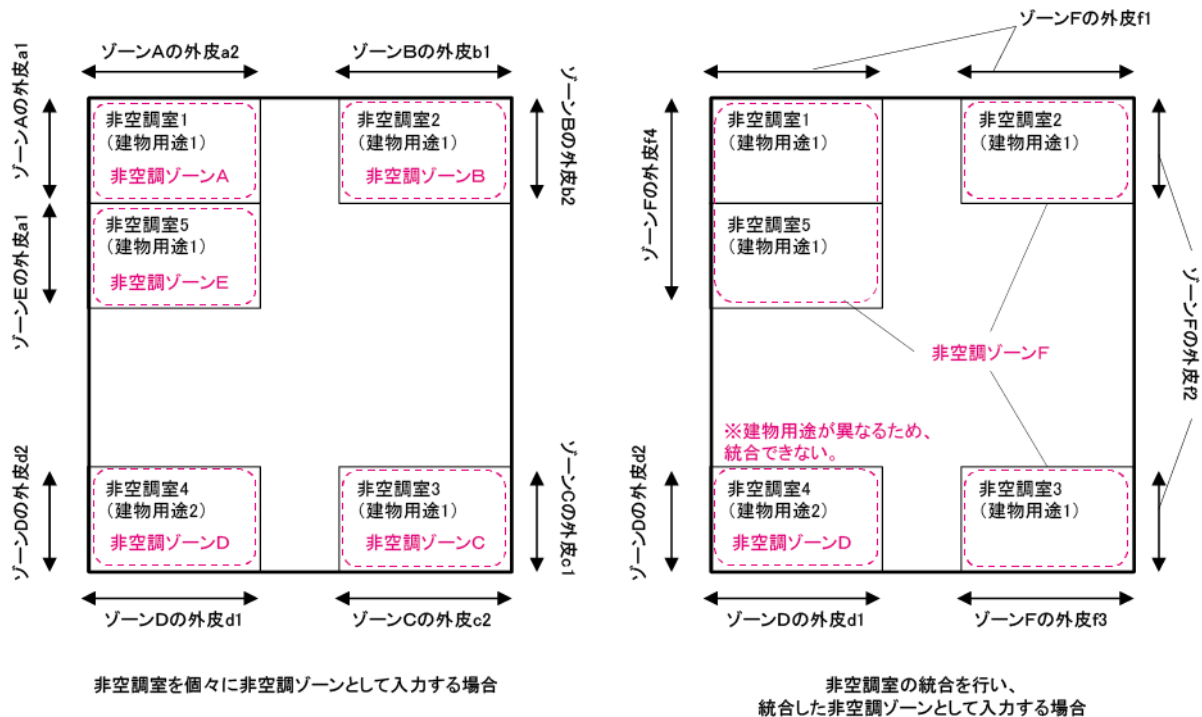 ゾーンAの外皮a2
ゾーンBの外皮b1
ゾーンAの外皮a1
ゾーンBの外皮b2
非空調室1
(建物用途1)
非空調ゾーンA
非空調室2
(建物用途1)
非空調ゾーンB
ゾーンEの外皮a1
非空調室5
(建物用途1)
非空調ゾーンE
ゾーンDの外皮d2
非空調室4
(建物用途2)
非空調ゾーンD
非空調室3
(建物用途1)
非空調ゾーンC
ゾーンCの外皮c1
ゾーンDの外皮d1
ゾーンCの外皮c2
非空調室を個々に非空調ゾーンとして入力する場合
ゾーンFの外皮f1
ゾーンFの外皮f4
非空調室1
(建物用途1)
非空調室2
(建物用途1)
非空調室5
(建物用途1)
非空調ゾーンF
ゾーンFの外皮f2
※建物用途が異なるため、
統合できない。
ゾーンDの外皮d2
非空調室4
(建物用途2)
非空調ゾーンD
非空調室3
(建物用途1)
ゾーンDの外皮d1
ゾーンFの外皮f3
非空調室の統合を行い、
統合した非空調ゾーンとして入力する場合